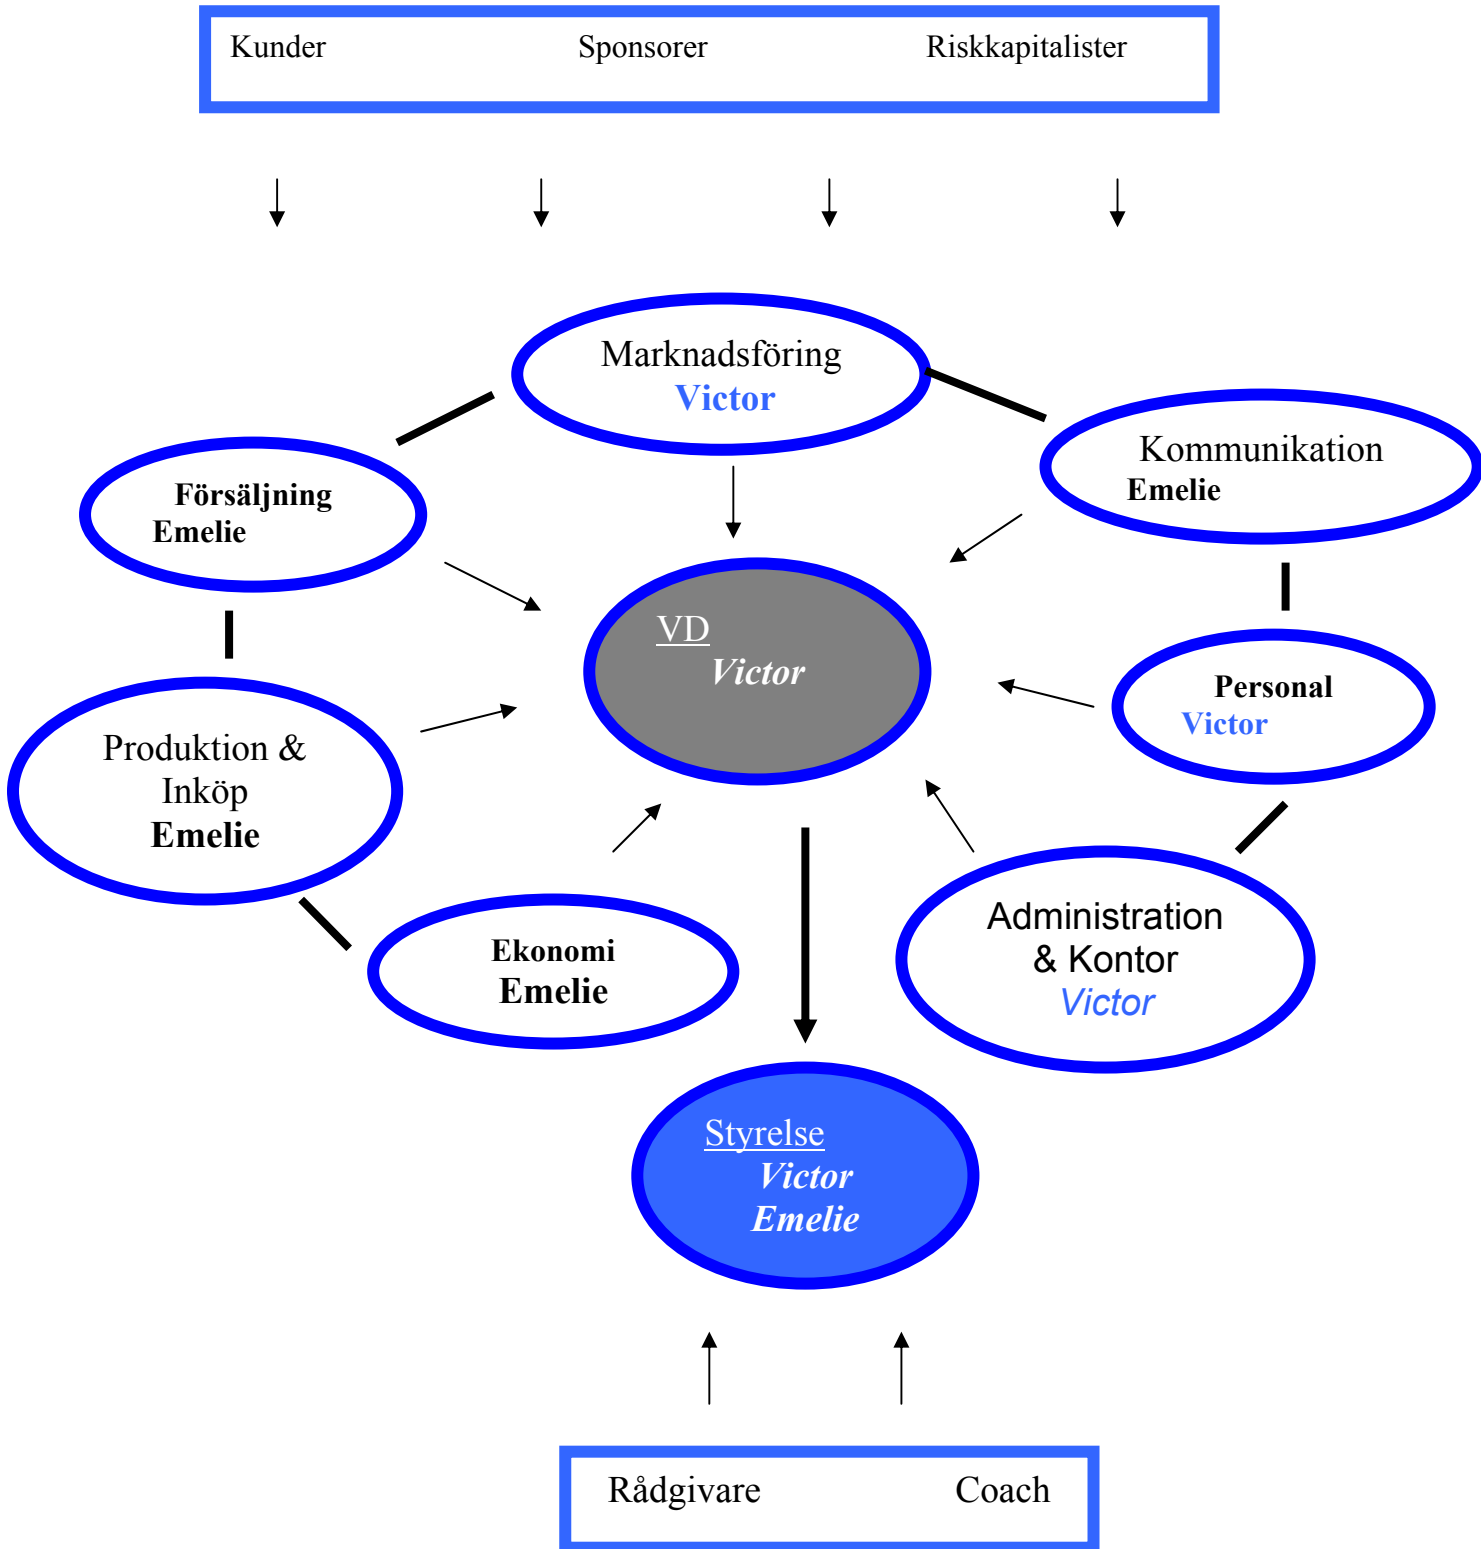 Kunder Sponsorer Riskkapitalister
Marknadsföring
Victor
Kommunikation
Emelie
Försäljning
Emelie
VD
Victor
Personal
Victor
Produktion &
Inköp
Emelie
Administration
& Kontor
Victor
Ekonomi
Emelie
Styrelse
Victor
Emelie
Rådgivare Coach